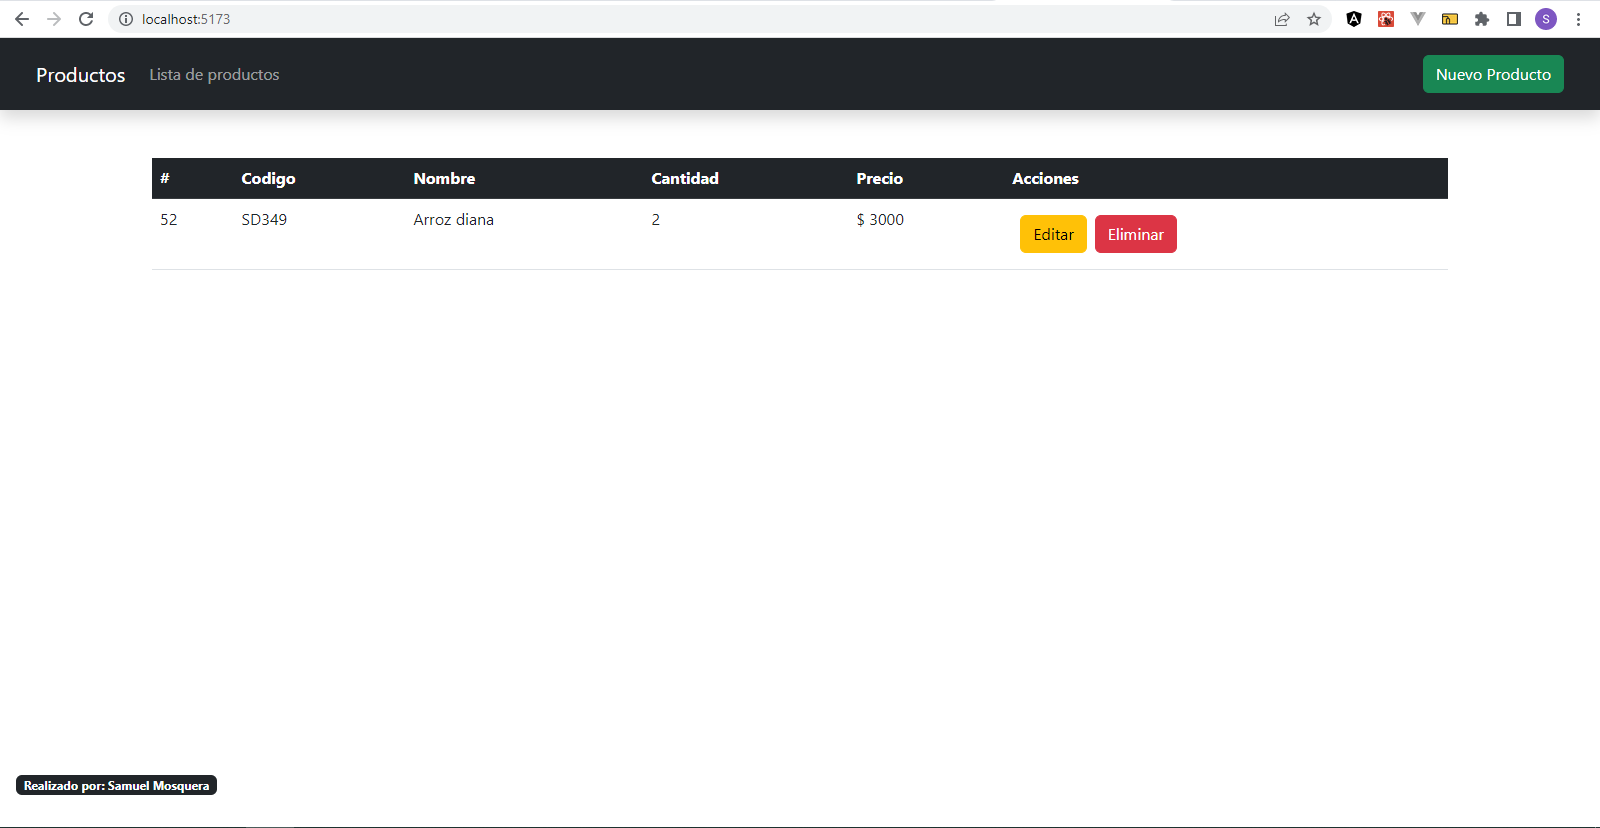 localhost:5173
S
Productos Lista de productos Nuevo Producto
# Codigo Nombre Cantidad Precio Acciones
52 SD349 Arroz diana 2 $ 3000 Editar Eliminar
Realizado por: Samuel Mosquera